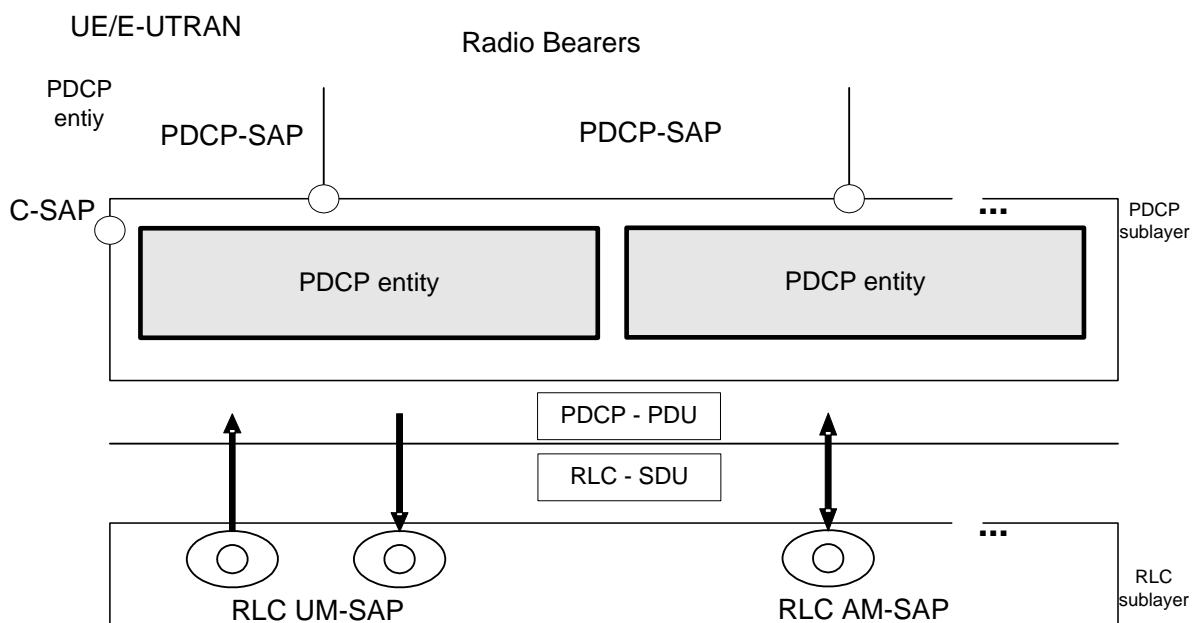 UE/E-UTRAN
Radio Bearers
PDCP
entiy
PDCP-SAP
PDCP-SAP
C-SAP
...
PDCP
sublayer
PDCP entity
PDCP entity
PDCP - PDU
RLC - SDU
...
RLC UM-SAP
RLC AM-SAP
RLC
sublayer